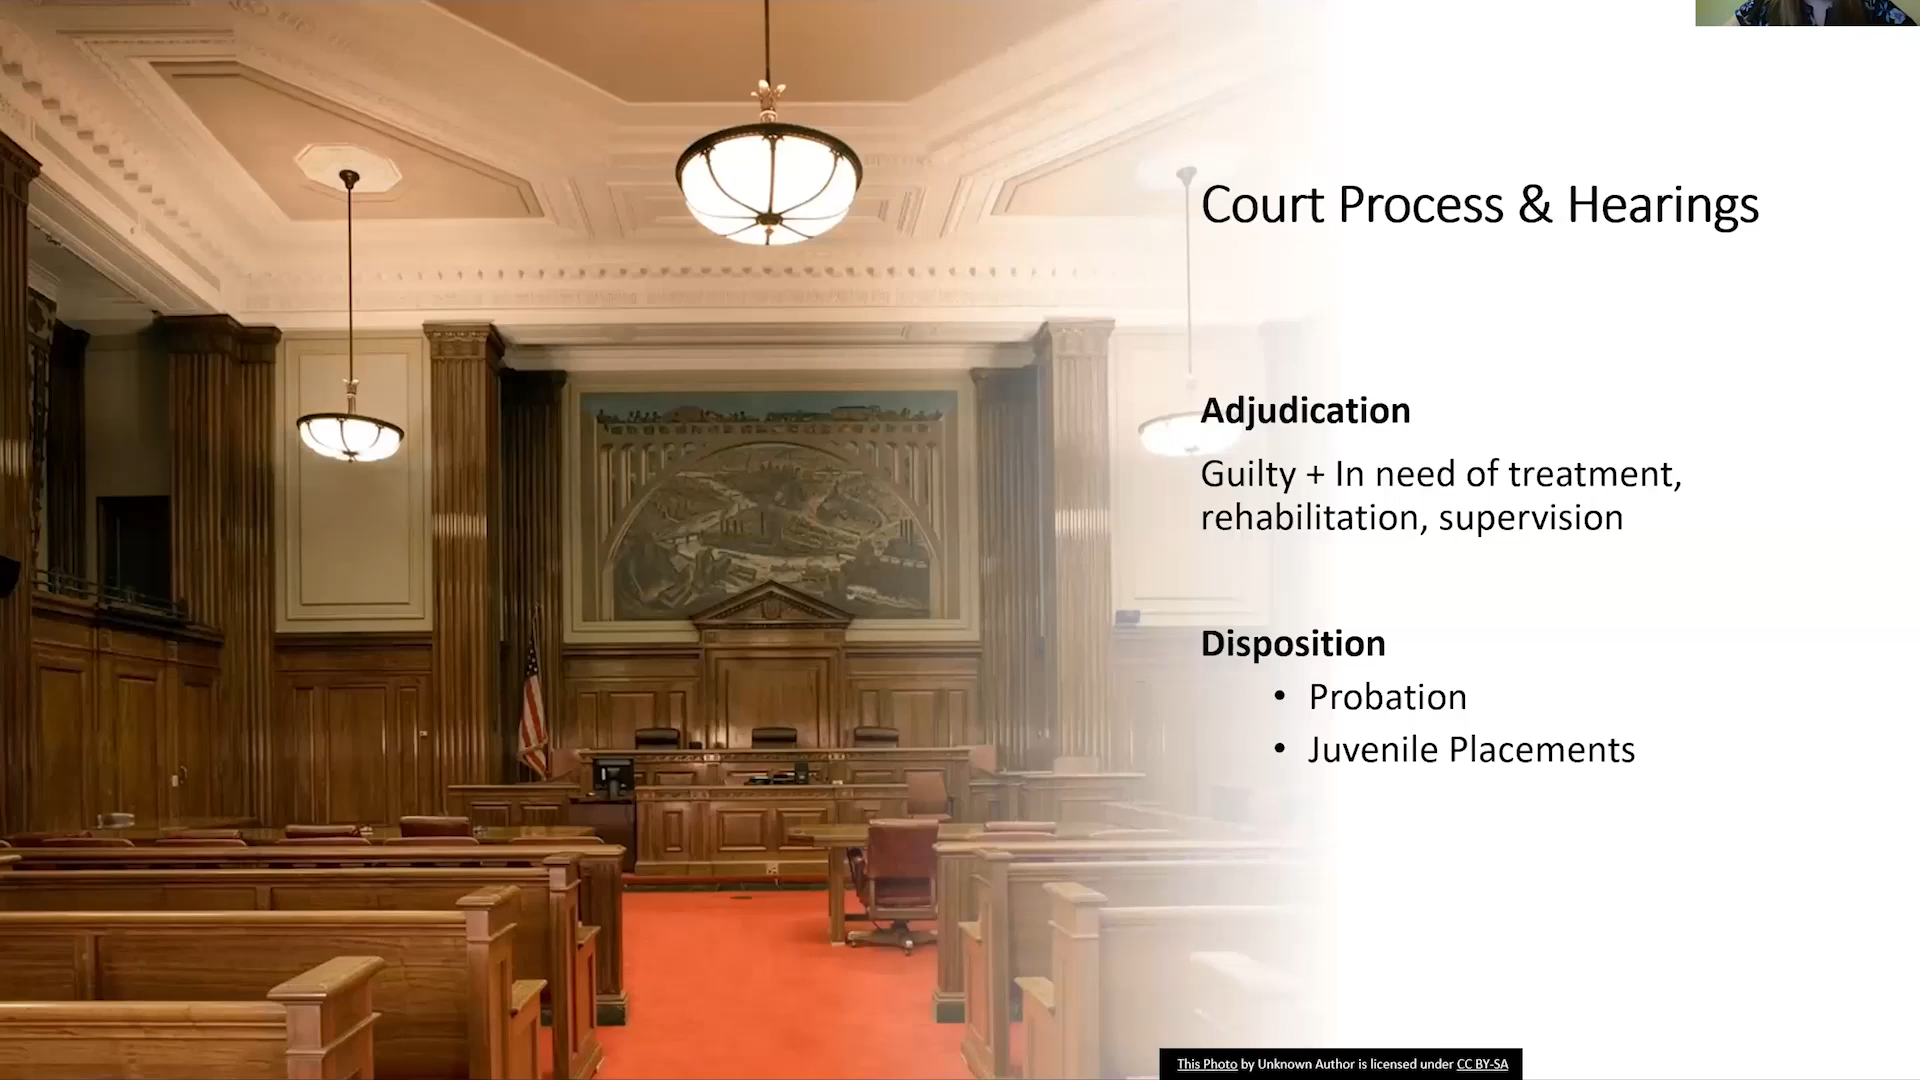 Court Process & Hearings
Adjudication
Guilty + In need of treatment,
rehabilitation, supervision
Disposition
• Probation
• Juvenile Placements
This Photo by Unknown Author is licensed under CC BY-SA